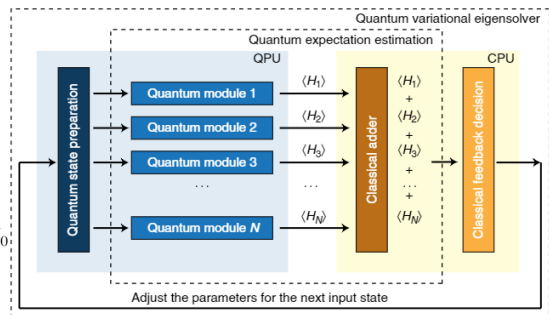 Quantum variational eigensolver
Quantum expectation estimation
QPU
CPU
Quantum state preparation
Quantum module 1
Quantum module 2
Quantum module 3
...
Quantum module N
⟨H₁⟩
⟨H₂⟩
⟨H₃⟩
...
⟨H_N⟩
Classical adder
⟨H₁⟩
+
⟨H₂⟩
+
⟨H₃⟩
+
...
+
⟨H_N⟩
Classical feedback decision
Adjust the parameters for the next input state